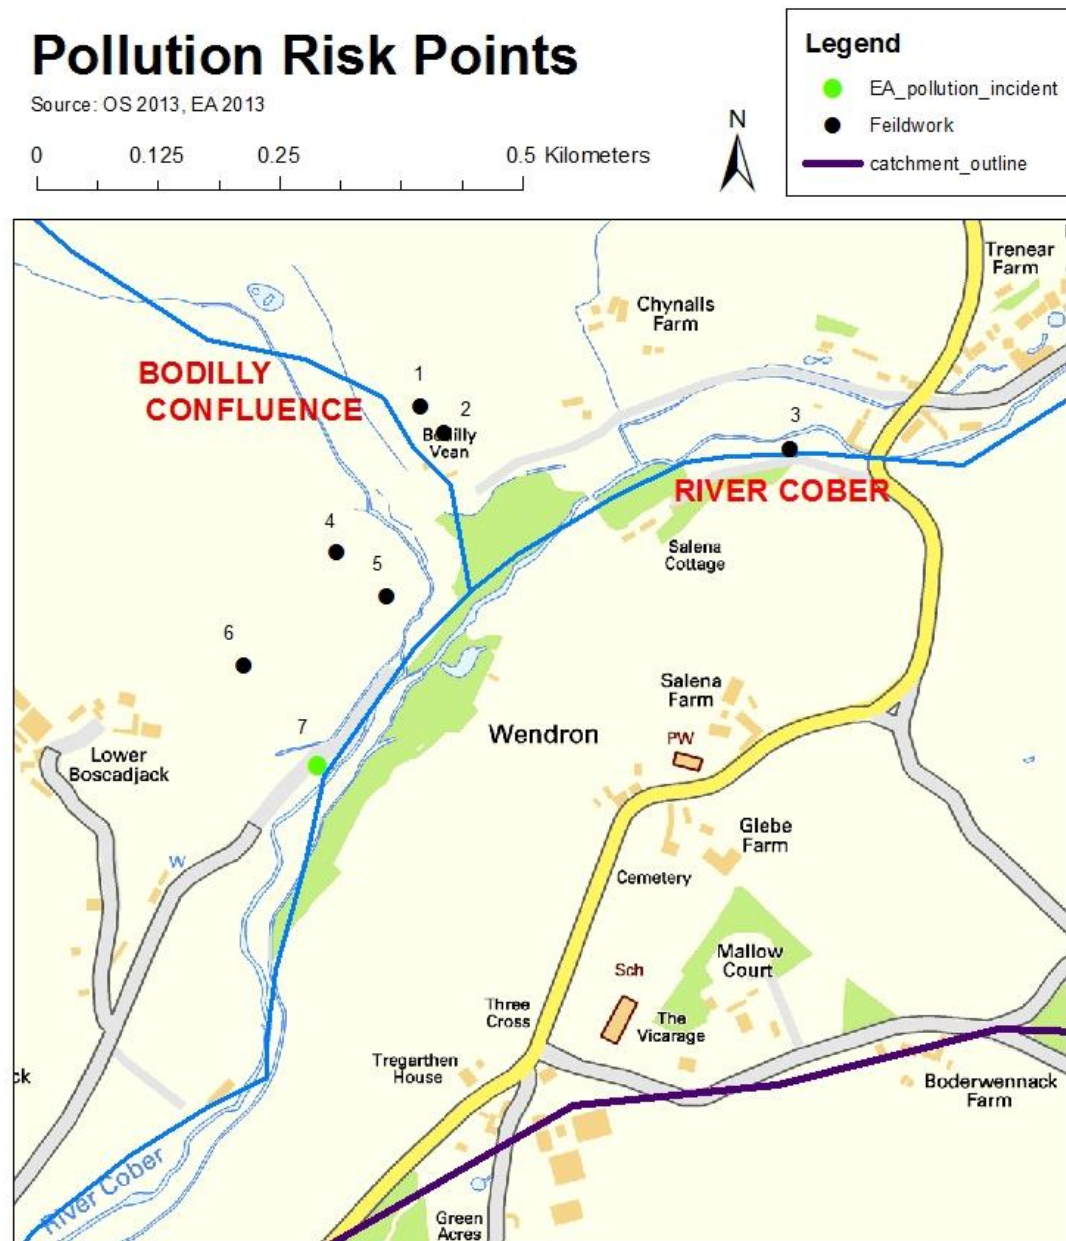 Pollution Risk Points
Source: OS 2013, EA 2013
0 0.125 0.25 0.5 Kilometers
N
Legend
EA_pollution_incident
Feildwork
catchment_outline
Trenear
Farm
Chynalls
Farm
BODILLY
CONFLUENCE
1
2
Bodilly
Vean
3
RIVER COBER
4
Salena
Cottage
5
6
Salena
Farm
7
Wendron
PW
Lower
Boscadjack
Glebe
Farm
W
Cemetery
Mallow
Court
Sch
Three
Cross
The
Vicarage
Tregarthen
House
ck
Boderwennack
Farm
River Cober
Green
Acres